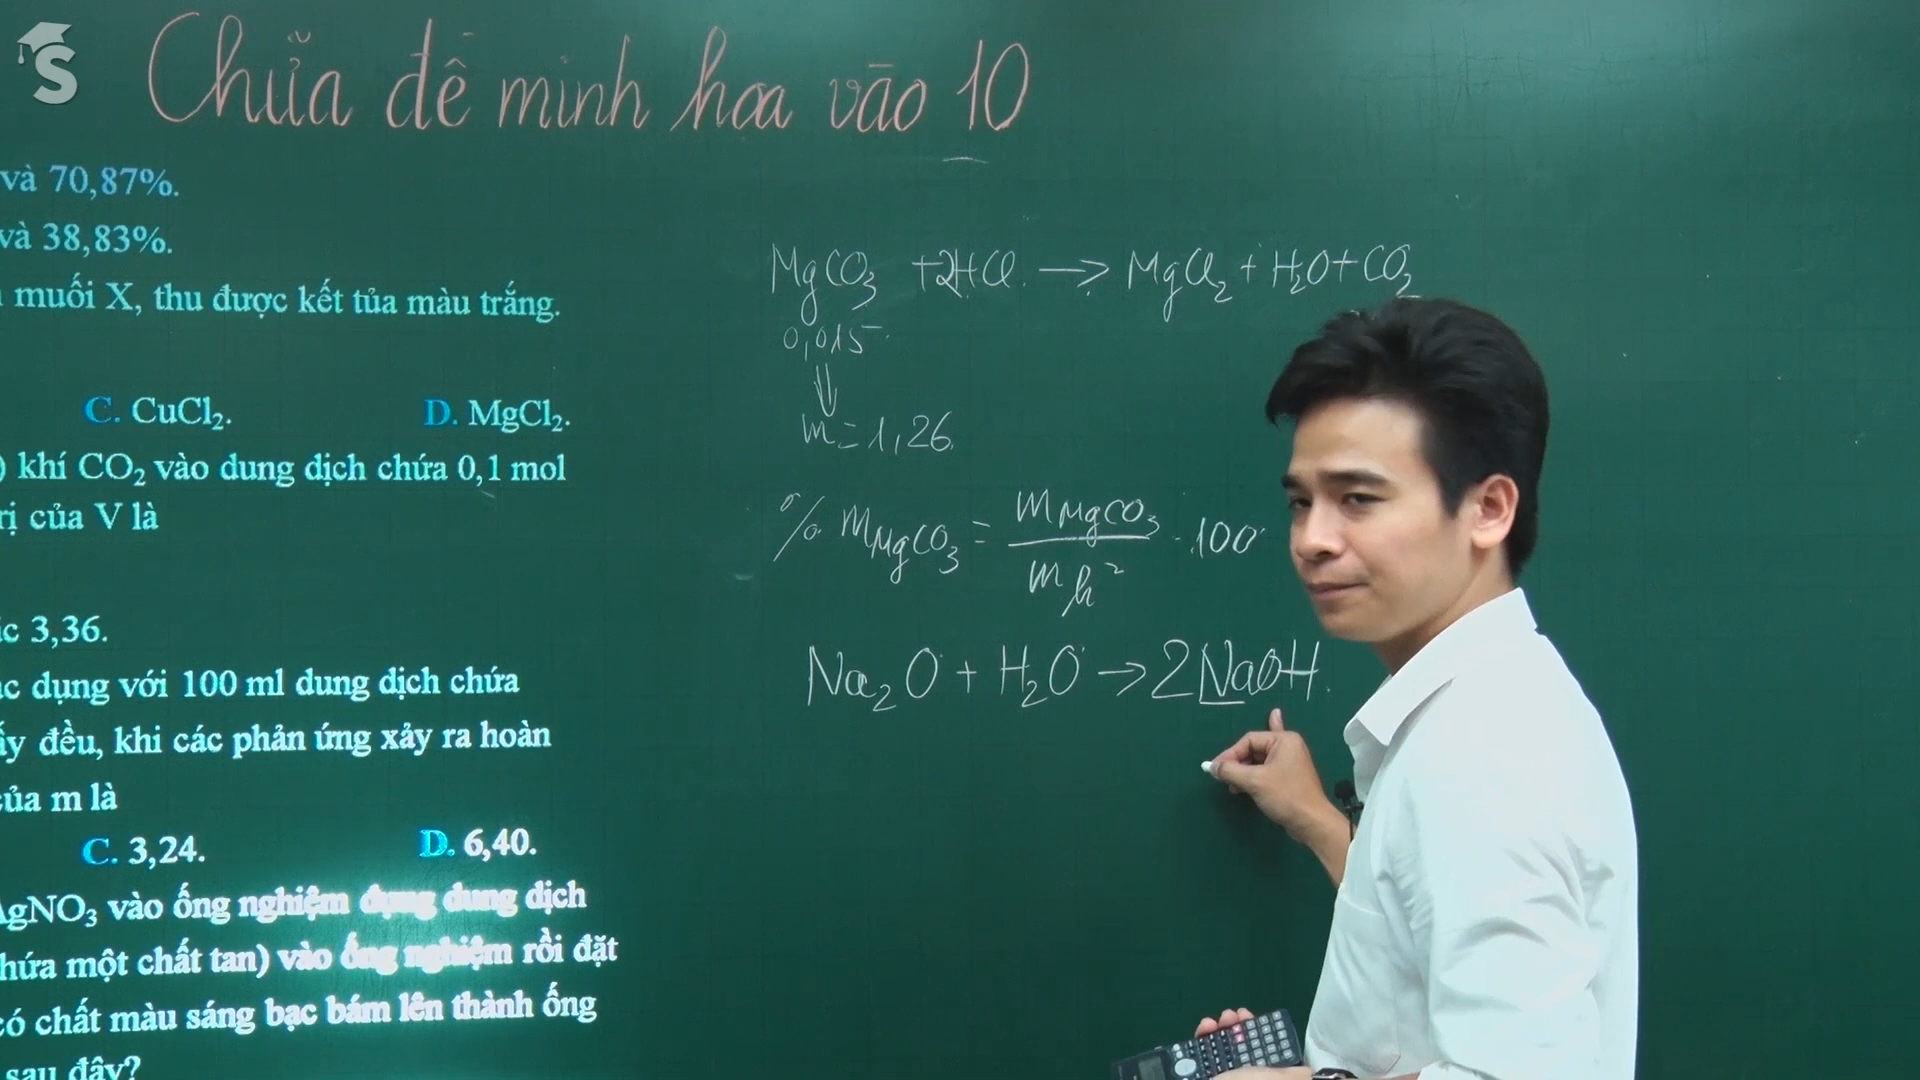 S
Chữa đề minh họa vào 10
và 70,87%.
và 38,83%.
muối X, thu được kết tủa màu trắng.
C. CuCl₂. D. MgCl₂.
) khí CO₂ vào dung dịch chứa 0,1 mol
rị của V là
3,36.
ác dụng với 100 ml dung dịch chứa
ấy đều, khi các phản ứng xảy ra hoàn
của m là
C. 3,24. D. 6,40.
AgNO₃ vào ống nghiệm đựng dung dịch
hứa một chất tan) vào ống nghiệm rồi đặt
có chất màu sáng bạc bám lên thành ống
sau đây?
MgCO₃ + 2HCl → MgCl₂ + H₂O + CO₂
0,015
⇓
m = 1,26
% mMgCO₃ = mMgCO₃ / mh² · 100
Na₂O + H₂O → 2NaOH